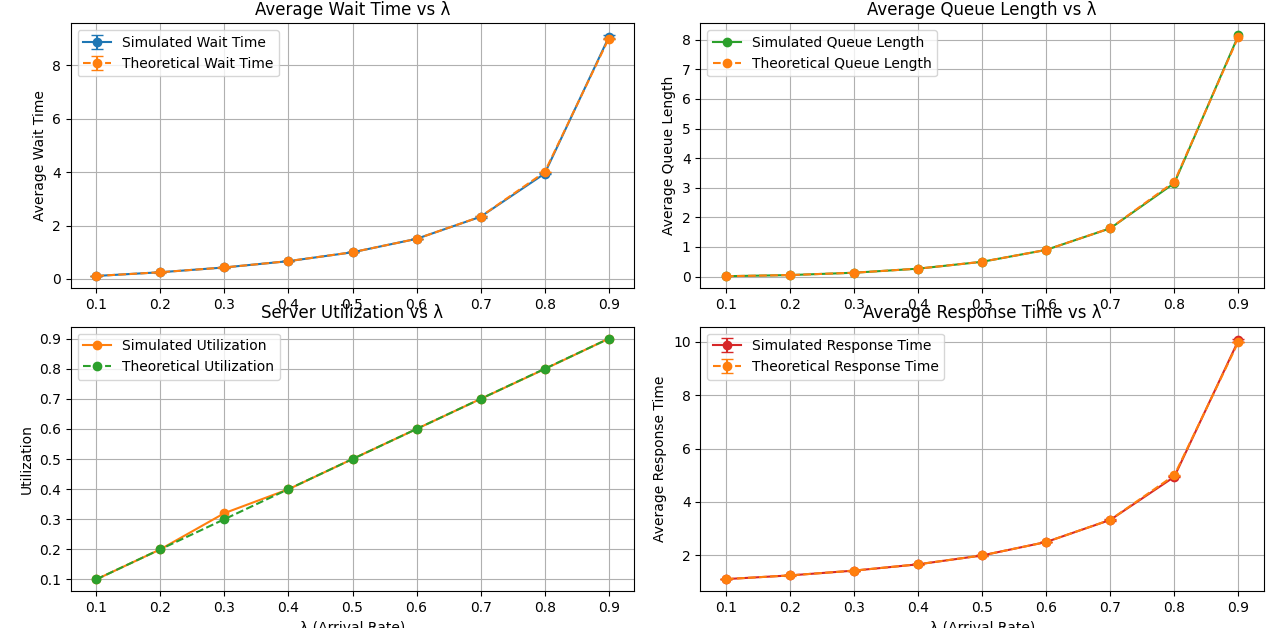 Average Wait Time vs λ
Simulated Wait Time
Theoretical Wait Time
Average Wait Time
8
6
4
2
0
0.1 0.2 0.3 0.4 0.5 0.6 0.7 0.8 0.9
Average Queue Length vs λ
Simulated Queue Length
Theoretical Queue Length
Average Queue Length
8
7
6
5
4
3
2
1
0
0.1 0.2 0.3 0.4 0.5 0.6 0.7 0.8 0.9
Server Utilization vs λ
Simulated Utilization
Theoretical Utilization
Utilization
0.9
0.8
0.7
0.6
0.5
0.4
0.3
0.2
0.1
0.1 0.2 0.3 0.4 0.5 0.6 0.7 0.8 0.9
λ (Arrival Rate)
Average Response Time vs λ
Simulated Response Time
Theoretical Response Time
Average Response Time
10
8
6
4
2
0.1 0.2 0.3 0.4 0.5 0.6 0.7 0.8 0.9
λ (Arrival Rate)